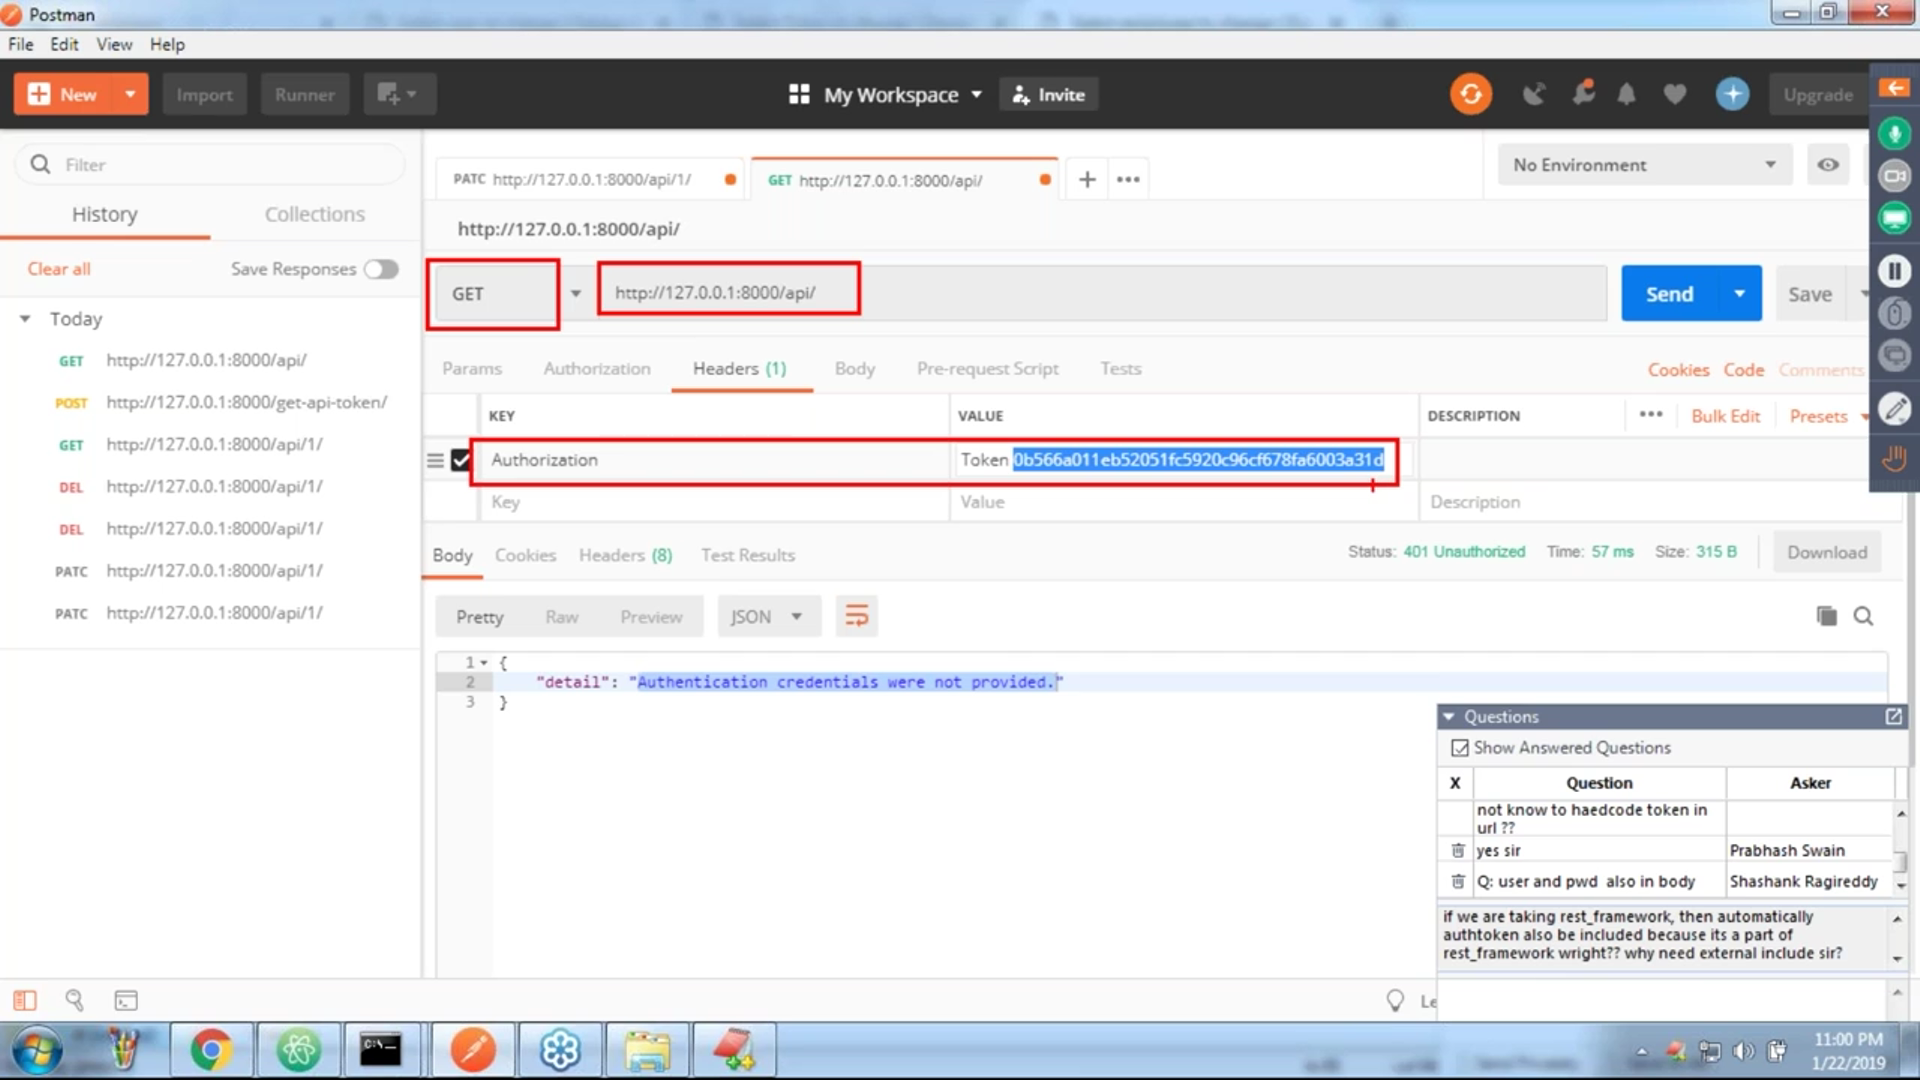 Postman
File Edit View Help
New Import Runner My Workspace Invite Upgrade
Filter
History Collections
Clear all Save Responses
Today
GET http://127.0.0.1:8000/api/
POST http://127.0.0.1:8000/get-api-token/
GET http://127.0.0.1:8000/api/1/
DEL http://127.0.0.1:8000/api/1/
DEL http://127.0.0.1:8000/api/1/
PATC http://127.0.0.1:8000/api/1/
PATC http://127.0.0.1:8000/api/1/
PATC http://127.0.0.1:8000/api/1/ GET http://127.0.0.1:8000/api/ No Environment
http://127.0.0.1:8000/api/
GET http://127.0.0.1:8000/api/ Send Save
Params Authorization Headers (1) Body Pre-request Script Tests Cookies Code Comments
KEY VALUE DESCRIPTION Bulk Edit Presets
Authorization Token 0b566a011eb52051fc5920c96cf678fa6003a31d
Key Value Description
Body Cookies Headers (8) Test Results Status: 401 Unauthorized Time: 57 ms Size: 315 B Download
Pretty Raw Preview JSON
1 {
2 "detail": "Authentication credentials were not provided."
3 }
Questions
Show Answered Questions
X Question Asker
not know to haedcode token in
url ??
yes sir Prabhash Swain
Q: user and pwd also in body Shashank Ragireddy
if we are taking rest_framework, then automatically
authtoken also be included because its a part of
rest_framework wright?? why need external include sir?
Le
C:\
11:00 PM
1/22/2019